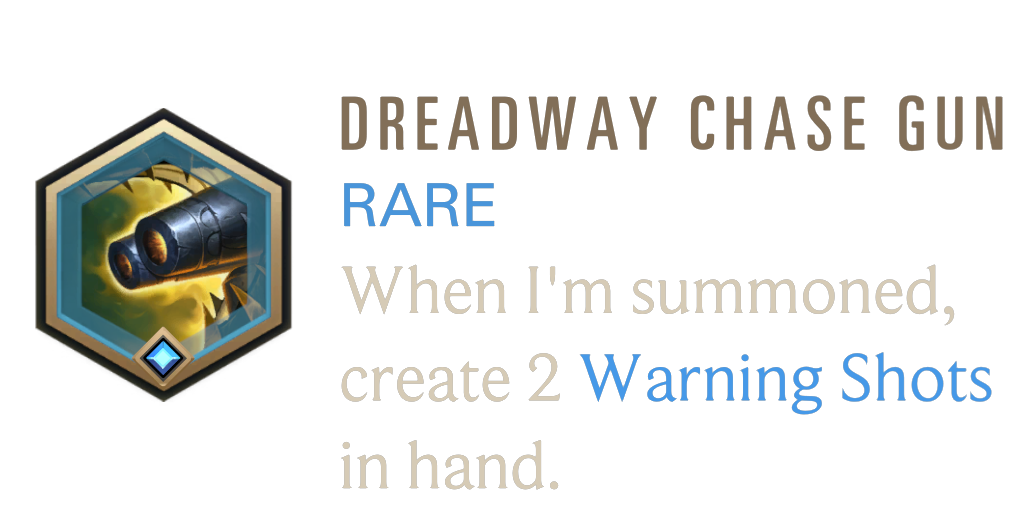 DREADWAY CHASE GUN
RARE
When I'm summoned,
create 2 Warning Shots
in hand.